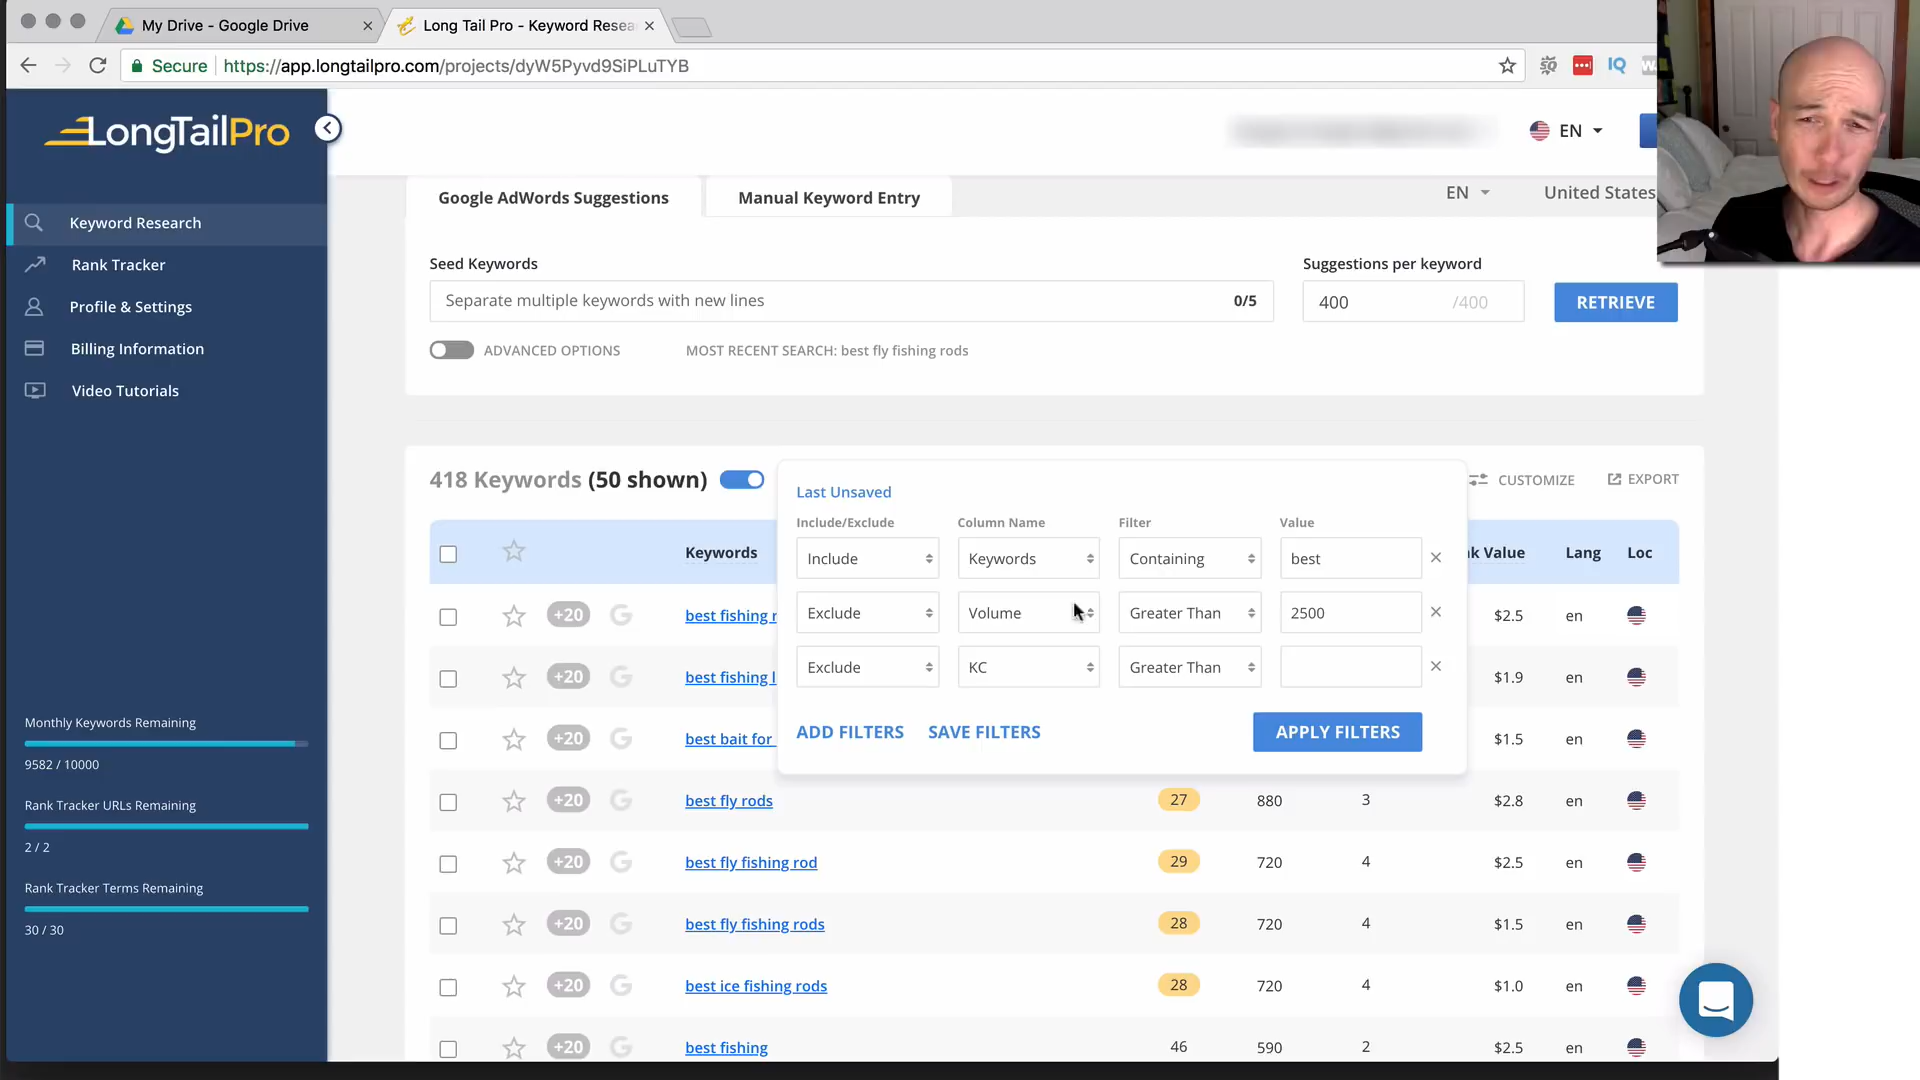 My Drive - Google Drive
Long Tail Pro - Keyword Resea
Secure https://app.longtailpro.com/projects/dyW5Pyvd9SiPLuTYB
IQ
LongTailPro
EN
Keyword Research
Rank Tracker
Profile & Settings
Billing Information
Video Tutorials
Monthly Keywords Remaining
9582 / 10000
Rank Tracker URLs Remaining
2 / 2
Rank Tracker Terms Remaining
30 / 30
Google AdWords Suggestions
Manual Keyword Entry
EN
United States
Seed Keywords
Separate multiple keywords with new lines
0/5
Suggestions per keyword
400 /400
RETRIEVE
ADVANCED OPTIONS
MOST RECENT SEARCH: best fly fishing rods
418 Keywords (50 shown)
CUSTOMIZE
EXPORT
Last Unsaved
Include/Exclude Column Name Filter Value
Include Keywords Containing best
Exclude Volume Greater Than 2500
Exclude KC Greater Than
ADD FILTERS SAVE FILTERS APPLY FILTERS
Keywords k Value Lang Loc
+20 best fishing r $2.5 en
+20 best fishing l $1.9 en
+20 best bait for $1.5 en
+20 best fly rods 27 880 3 $2.8 en
+20 best fly fishing rod 29 720 4 $2.5 en
+20 best fly fishing rods 28 720 4 $1.5 en
+20 best ice fishing rods 28 720 4 $1.0 en
+20 best fishing 46 590 2 $2.5 en